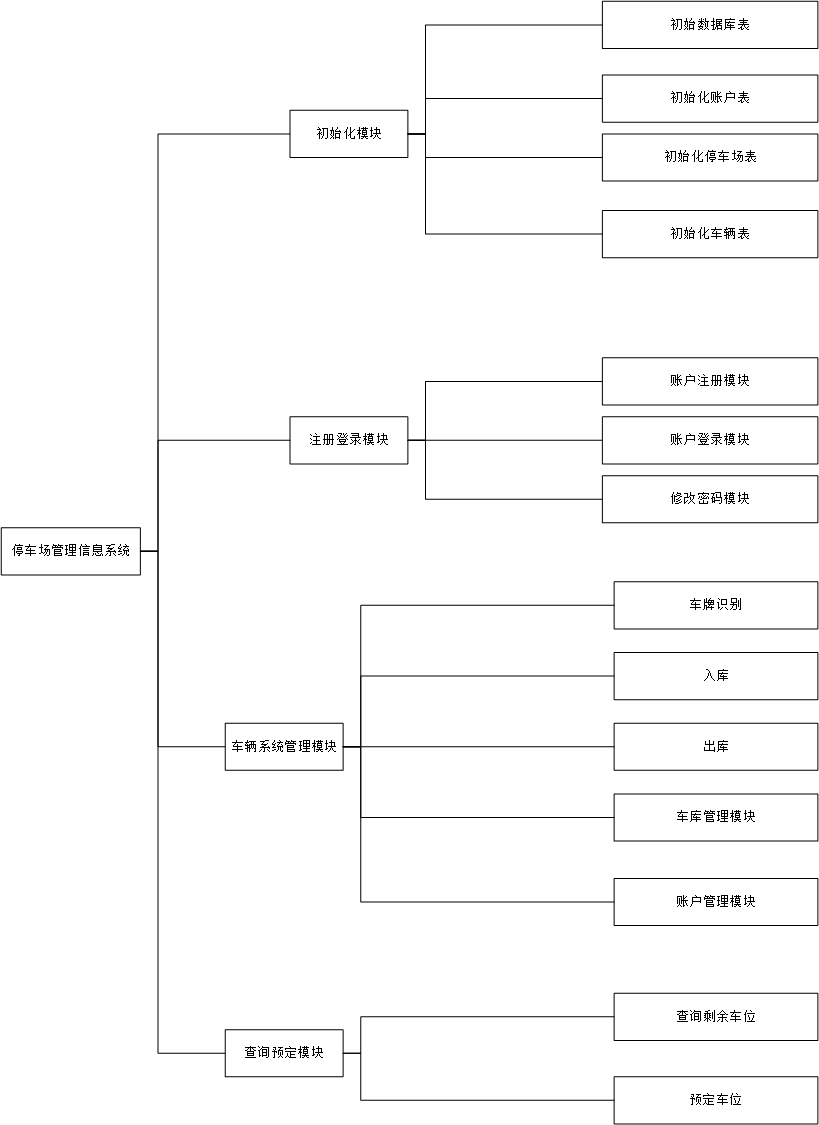 初始数据库表
初始化账户表
初始化模块
初始化停车场表
初始化车辆表
账户注册模块
注册登录模块
账户登录模块
修改密码模块
停车场管理信息系统
车牌识别
入库
车辆系统管理模块
出库
车库管理模块
账户管理模块
查询剩余车位
查询预定模块
预定车位